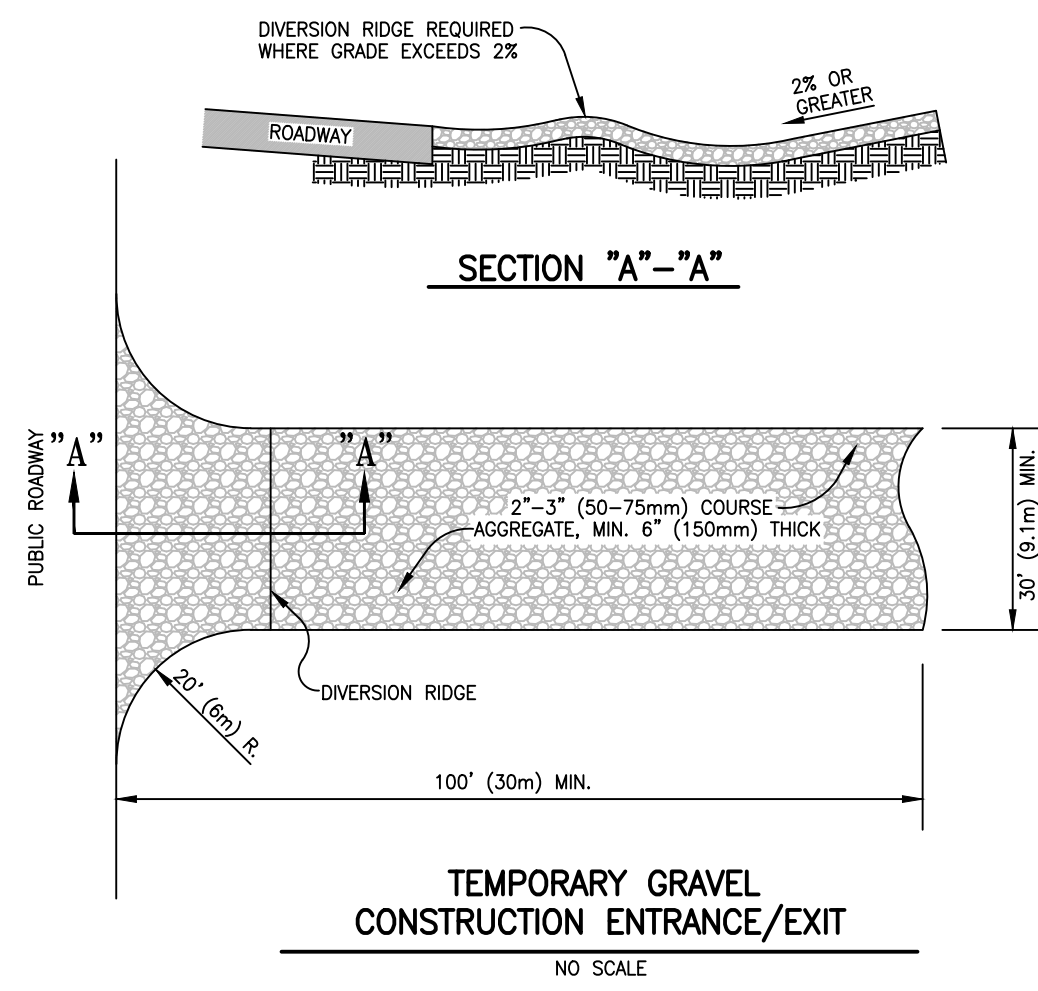 DIVERSION RIDGE REQUIRED
WHERE GRADE EXCEEDS 2%
2% OR
GREATER
ROADWAY
SECTION "A"-"A"
PUBLIC ROADWAY
"A"
"A"
2"-3" (50-75mm) COURSE
AGGREGATE, MIN. 6" (150mm) THICK
30' (9.1m) MIN.
DIVERSION RIDGE
20' (6m) R.
100' (30m) MIN.
TEMPORARY GRAVEL
CONSTRUCTION ENTRANCE/EXIT
NO SCALE